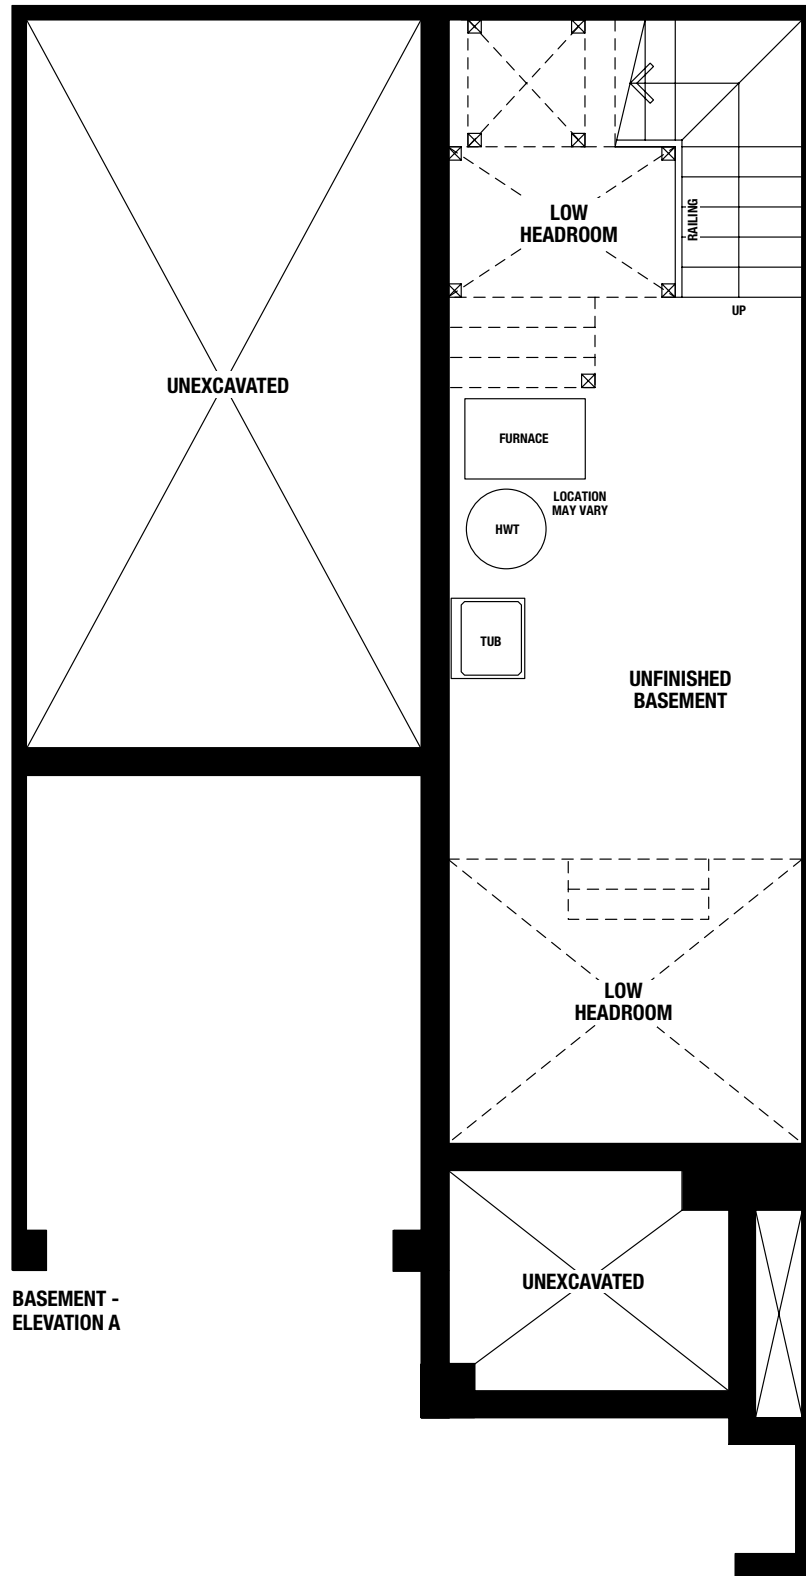 LOW
HEADROOM
RAILING
UP
UNEXCAVATED
FURNACE
LOCATION
MAY VARY
HWT
TUB
UNFINISHED
BASEMENT
LOW
HEADROOM
UNEXCAVATED
BASEMENT -
ELEVATION A